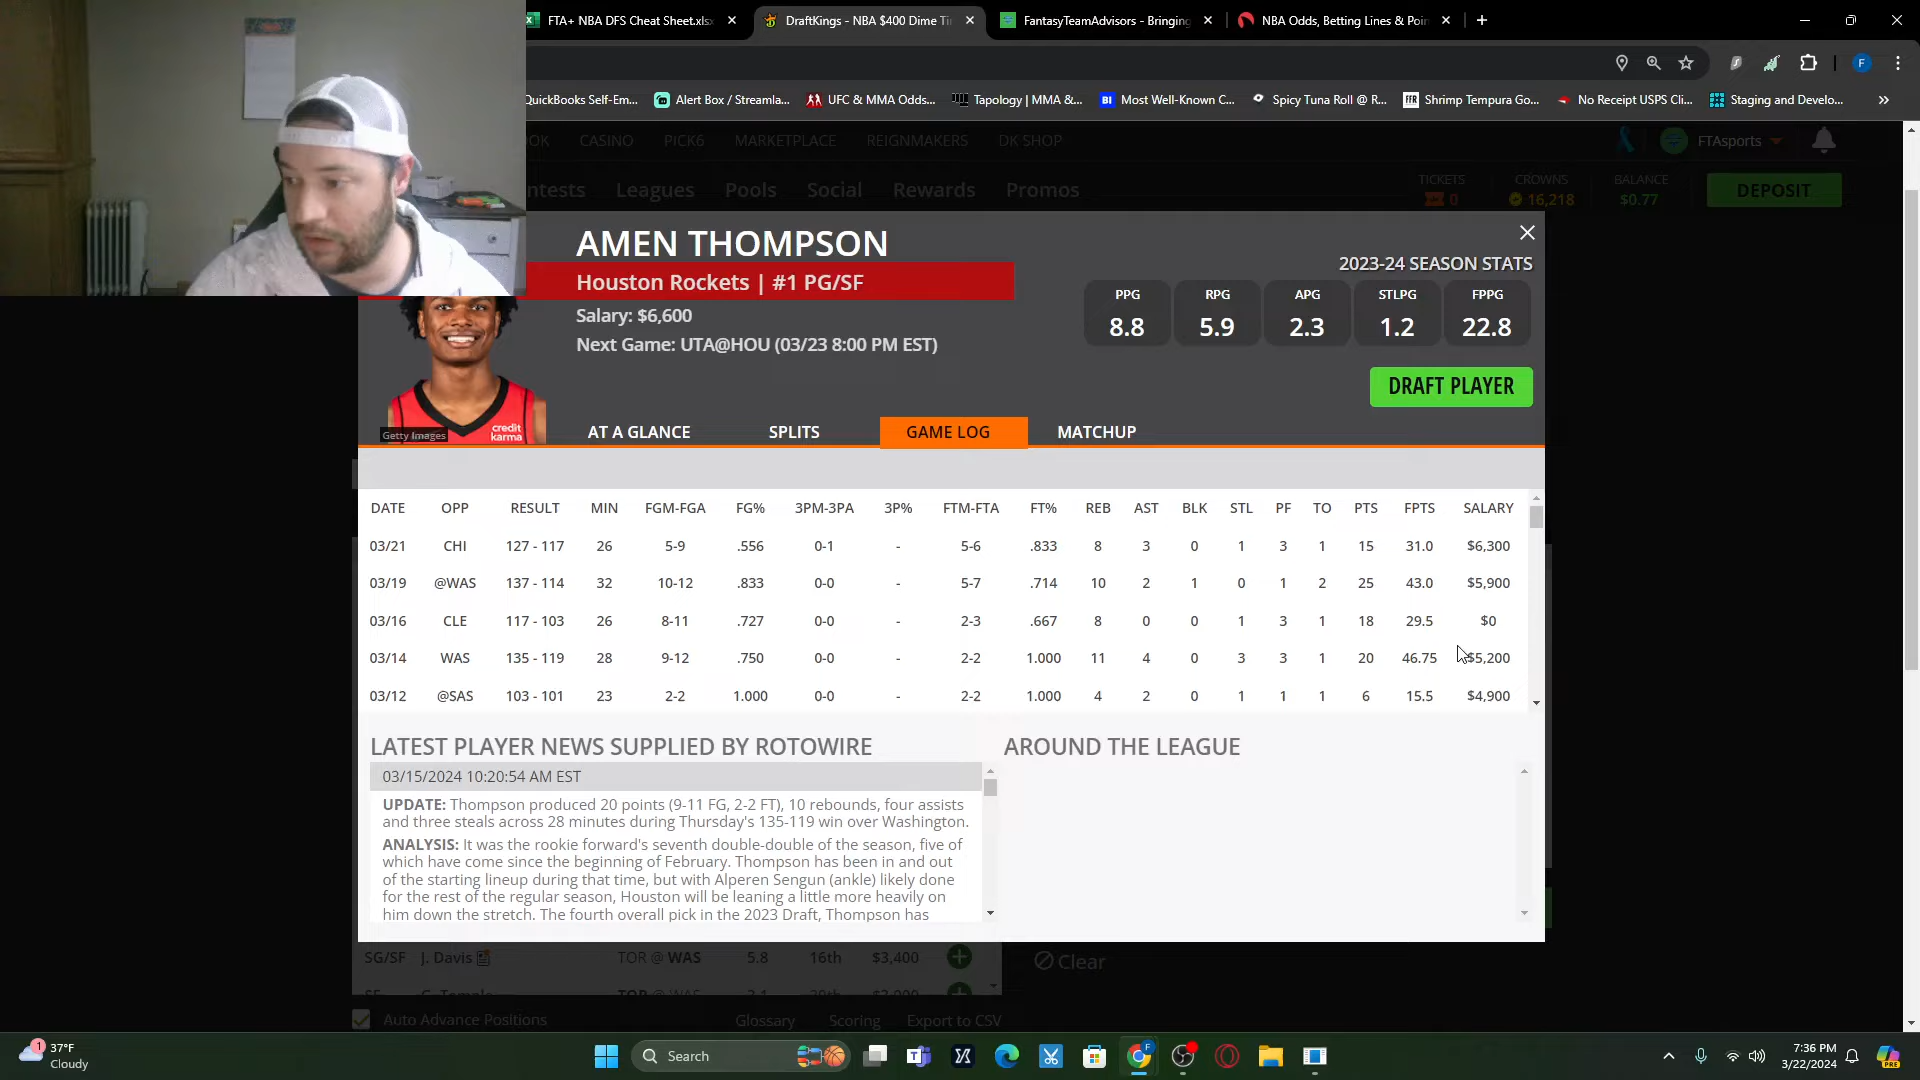 FTA+ NBA DFS Cheat Sheet.xls
DraftKings - NBA $400 Dime Ti
FantasyTeamAdvisors - Bringing
NBA Odds, Betting Lines & Poin
F
QuickBooks Self-Em...
Alert Box / Streamla...
UFC & MMA Odds...
Tapology | MMA &...
BI Most Well-Known C...
Spicy Tuna Roll @ R...
FFR Shrimp Tempura Go...
No Receipt USPS Cli...
Staging and Develo...
»
OK CASINO PICK6 MARKETPLACE REIGNMAKERS DK SHOP
FTAsports
ntests Leagues Pools Social Rewards Promos
TICKETS CROWNS BALANCE
0 16,218 $0.77
DEPOSIT
AMEN THOMPSON
Houston Rockets | #1 PG/SF
Salary: $6,600
Next Game: UTA@HOU (03/23 8:00 PM EST)
2023-24 SEASON STATS
PPG RPG APG STLPG FPPG
8.8 5.9 2.3 1.2 22.8
DRAFT PLAYER
credit
karma
Getty Images
AT A GLANCE SPLITS GAME LOG MATCHUP
DATE OPP RESULT MIN FGM-FGA FG% 3PM-3PA 3P% FTM-FTA FT% REB AST BLK STL PF TO PTS FPTS SALARY
03/21 CHI 127 - 117 26 5-9 .556 0-1 - 5-6 .833 8 3 0 1 3 1 15 31.0 $6,300
03/19 @WAS 137 - 114 32 10-12 .833 0-0 - 5-7 .714 10 2 1 0 1 2 25 43.0 $5,900
03/16 CLE 117 - 103 26 8-11 .727 0-0 - 2-3 .667 8 0 0 1 3 1 18 29.5 $0
03/14 WAS 135 - 119 28 9-12 .750 0-0 - 2-2 1.000 11 4 0 3 3 1 20 46.75 $5,200
03/12 @SAS 103 - 101 23 2-2 1.000 0-0 - 2-2 1.000 4 2 0 1 1 1 6 15.5 $4,900
LATEST PLAYER NEWS SUPPLIED BY ROTOWIRE
AROUND THE LEAGUE
03/15/2024 10:20:54 AM EST
UPDATE: Thompson produced 20 points (9-11 FG, 2-2 FT), 10 rebounds, four assists
and three steals across 28 minutes during Thursday's 135-119 win over Washington.
ANALYSIS: It was the rookie forward's seventh double-double of the season, five of
which have come since the beginning of February. Thompson has been in and out
of the starting lineup during that time, but with Alperen Sengun (ankle) likely done
for the rest of the regular season, Houston will be leaning a little more heavily on
him down the stretch. The fourth overall pick in the 2023 Draft, Thompson has
SG/SF J. Davis TOR @ WAS 5.8 16th $3,400
Clear
Auto Advance Positions
Glossary Scoring Export to CSV
1
37°F
Cloudy
Search
7:36 PM
3/22/2024
PRE